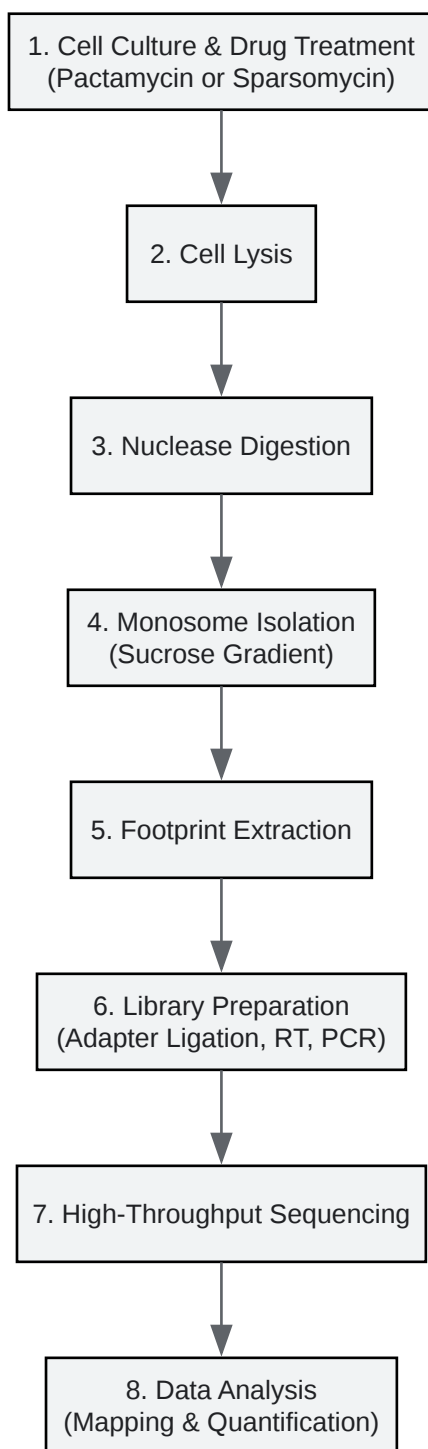 1. Cell Culture & Drug Treatment
(Pactamycin or Sparsomycin)
2. Cell Lysis
3. Nuclease Digestion
4. Monosome Isolation
(Sucrose Gradient)
5. Footprint Extraction
6. Library Preparation
(Adapter Ligation, RT, PCR)
7. High-Throughput Sequencing
8. Data Analysis
(Mapping & Quantification)